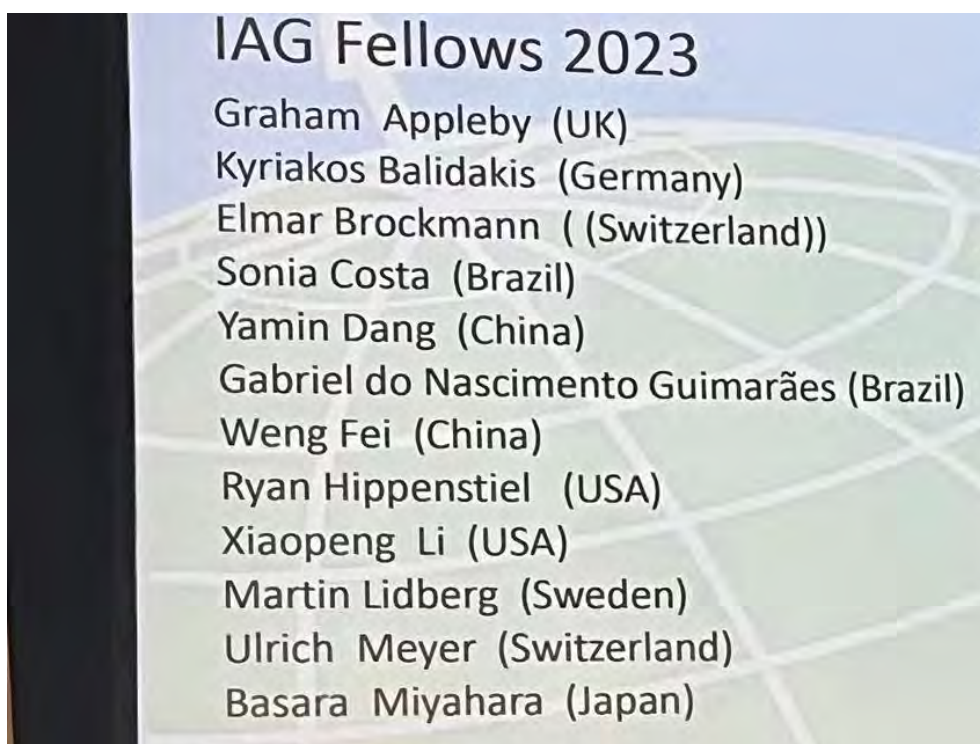 IAG Fellows 2023
Graham Appleby (UK)
Kyriakos Balidakis (Germany)
Elmar Brockmann ( (Switzerland))
Sonia Costa (Brazil)
Yamin Dang (China)
Gabriel do Nascimento Guimarães (Brazil)
Weng Fei (China)
Ryan Hippenstiel (USA)
Xiaopeng Li (USA)
Martin Lidberg (Sweden)
Ulrich Meyer (Switzerland)
Basara Miyahara (Japan)